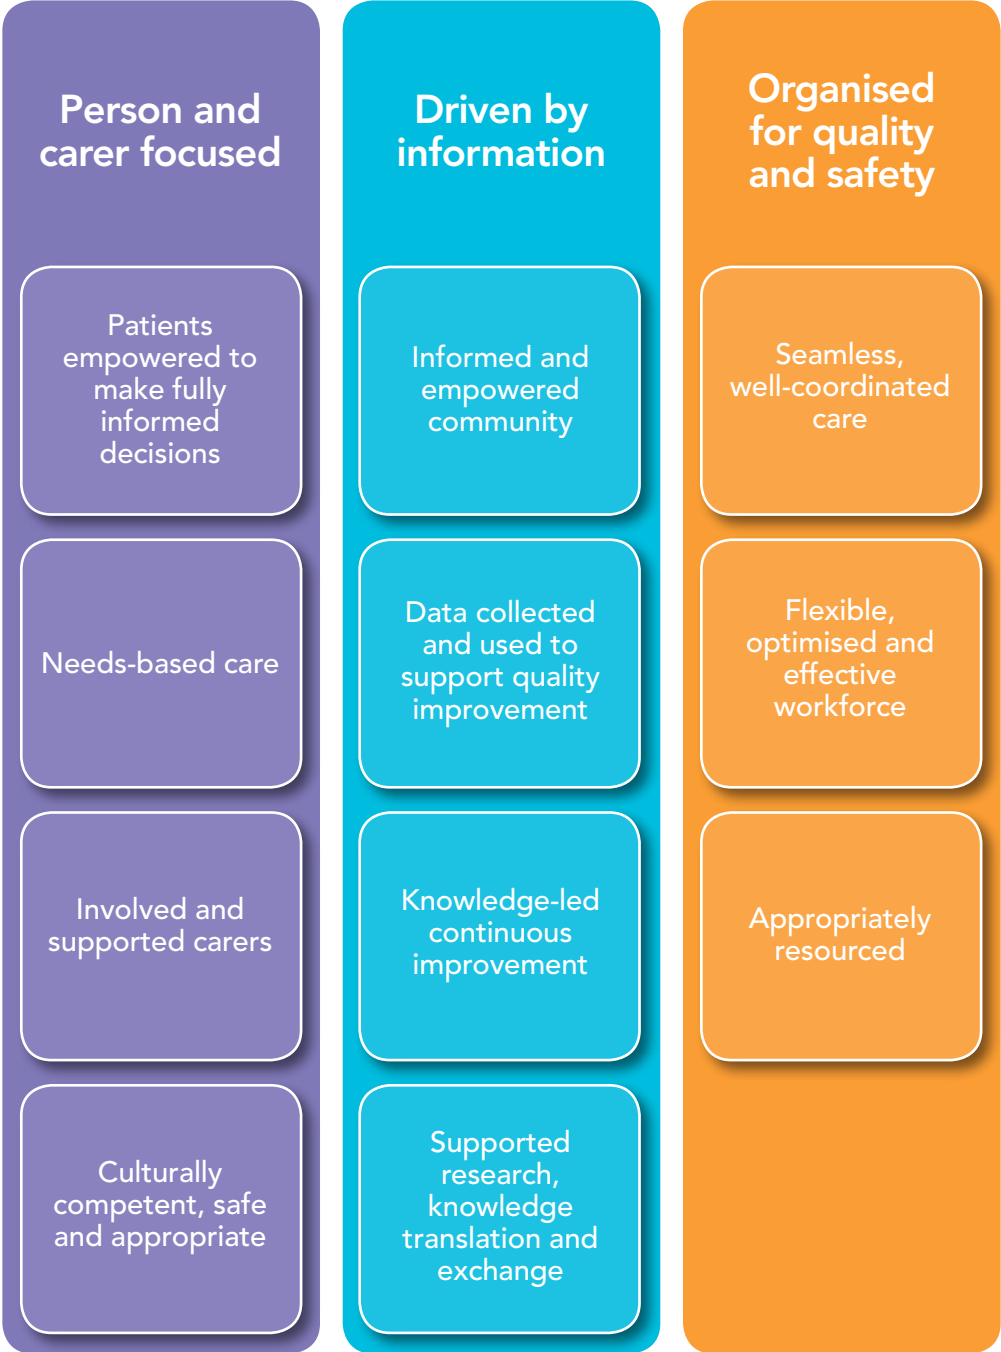 Person and
carer focused
Patients
empowered to
make fully
informed
decisions
Needs-based care
Involved and
supported carers
Culturally
competent, safe
and appropriate
Driven by
information
Informed and
empowered
community
Data collected
and used to
support quality
improvement
Knowledge-led
continuous
improvement
Supported
research,
knowledge
translation and
exchange
Organised
for quality
and safety
Seamless,
well-coordinated
care
Flexible,
optimised and
effective
workforce
Appropriately
resourced